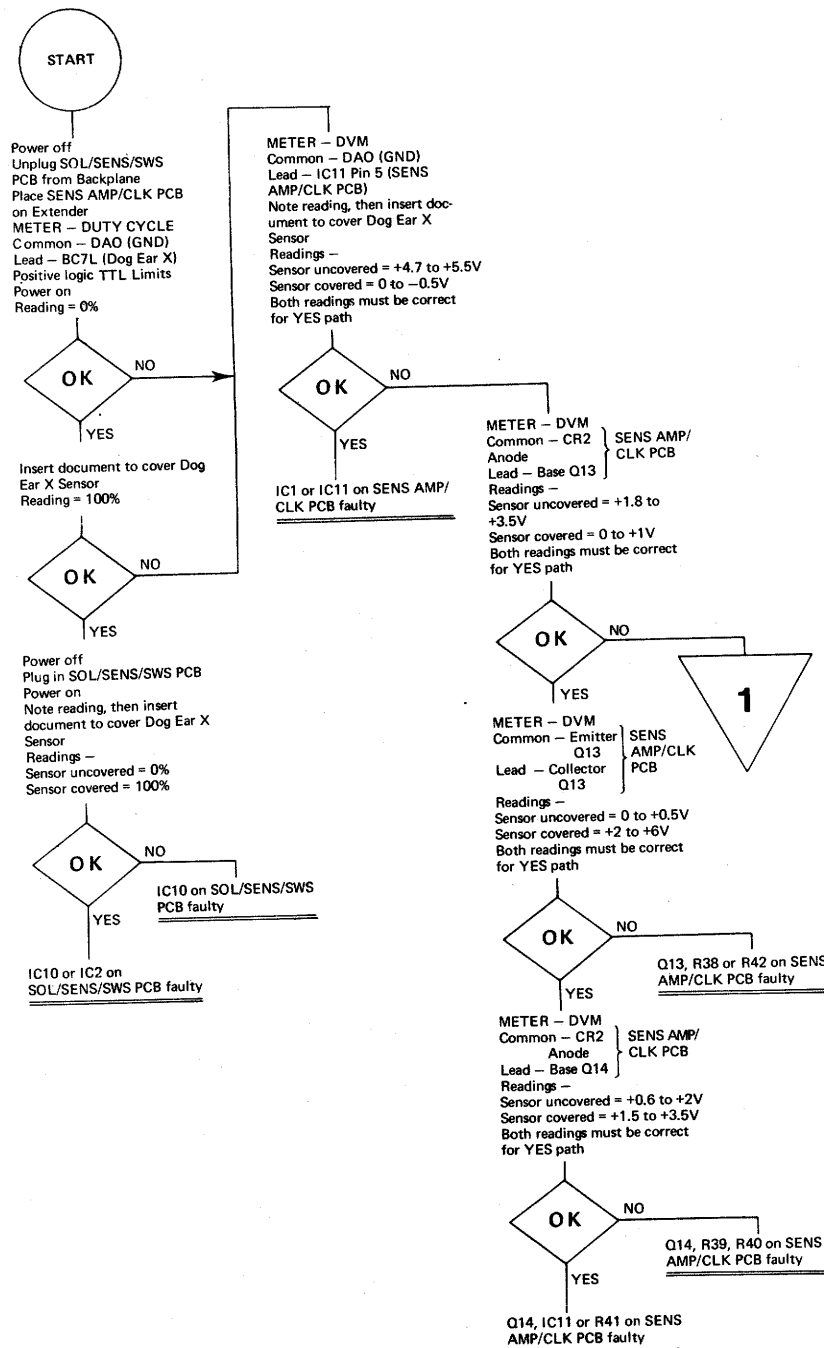 START
Power off
Unplug SOL/SENS/SWS
PCB from Backplane
Place SENS AMP/CLK PCB
on Extender
METER – DUTY CYCLE
Common – DAO (GND)
Lead – BC7L (Dog Ear X)
Positive logic TTL Limits
Power on
Reading = 0%
OK
NO
YES
Insert document to cover Dog
Ear X Sensor
Reading = 100%
OK
NO
YES
Power off
Plug in SOL/SENS/SWS PCB
Power on
Note reading, then insert
document to cover Dog Ear X
Sensor
Readings –
Sensor uncovered = 0%
Sensor covered = 100%
OK
NO
IC10 on SOL/SENS/SWS
PCB faulty
YES
IC10 or IC2 on
SOL/SENS/SWS PCB faulty
METER – DVM
Common – DAO (GND)
Lead – IC11 Pin 5 (SENS
AMP/CLK PCB)
Note reading, then insert doc-
ument to cover Dog Ear X
Sensor
Readings –
Sensor uncovered = +4.7 to +5.5V
Sensor covered = 0 to –0.5V
Both readings must be correct
for YES path
OK
NO
YES
IC1 or IC11 on SENS AMP/
CLK PCB faulty
METER – DVM
Common – CR2
Anode
Lead – Base Q13
SENS AMP/
CLK PCB
Readings –
Sensor uncovered = +1.8 to
+3.5V
Sensor covered = 0 to +1V
Both readings must be correct
for YES path
OK
NO
1
YES
METER – DVM
Common – Emitter
Q13
Lead – Collector
Q13
SENS
AMP/CLK
PCB
Readings –
Sensor uncovered = 0 to +0.5V
Sensor covered = +2 to +6V
Both readings must be correct
for YES path
OK
NO
Q13, R38 or R42 on SENS
AMP/CLK PCB faulty
YES
METER – DVM
Common – CR2
Anode
Lead – Base Q14
SENS AMP/
CLK PCB
Readings –
Sensor uncovered = +0.6 to +2V
Sensor covered = +1.5 to +3.5V
Both readings must be correct
for YES path
OK
NO
Q14, R39, R40 on SENS
AMP/CLK PCB faulty
YES
Q14, IC11 or R41 on SENS
AMP/CLK PCB faulty